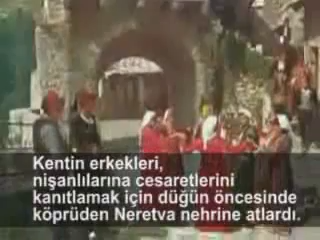 Kentin erkekleri,
nişanlılarına cesaretlerini
kanıtlamak için düğün öncesinde
köprüden Neretva nehrine atlardı.